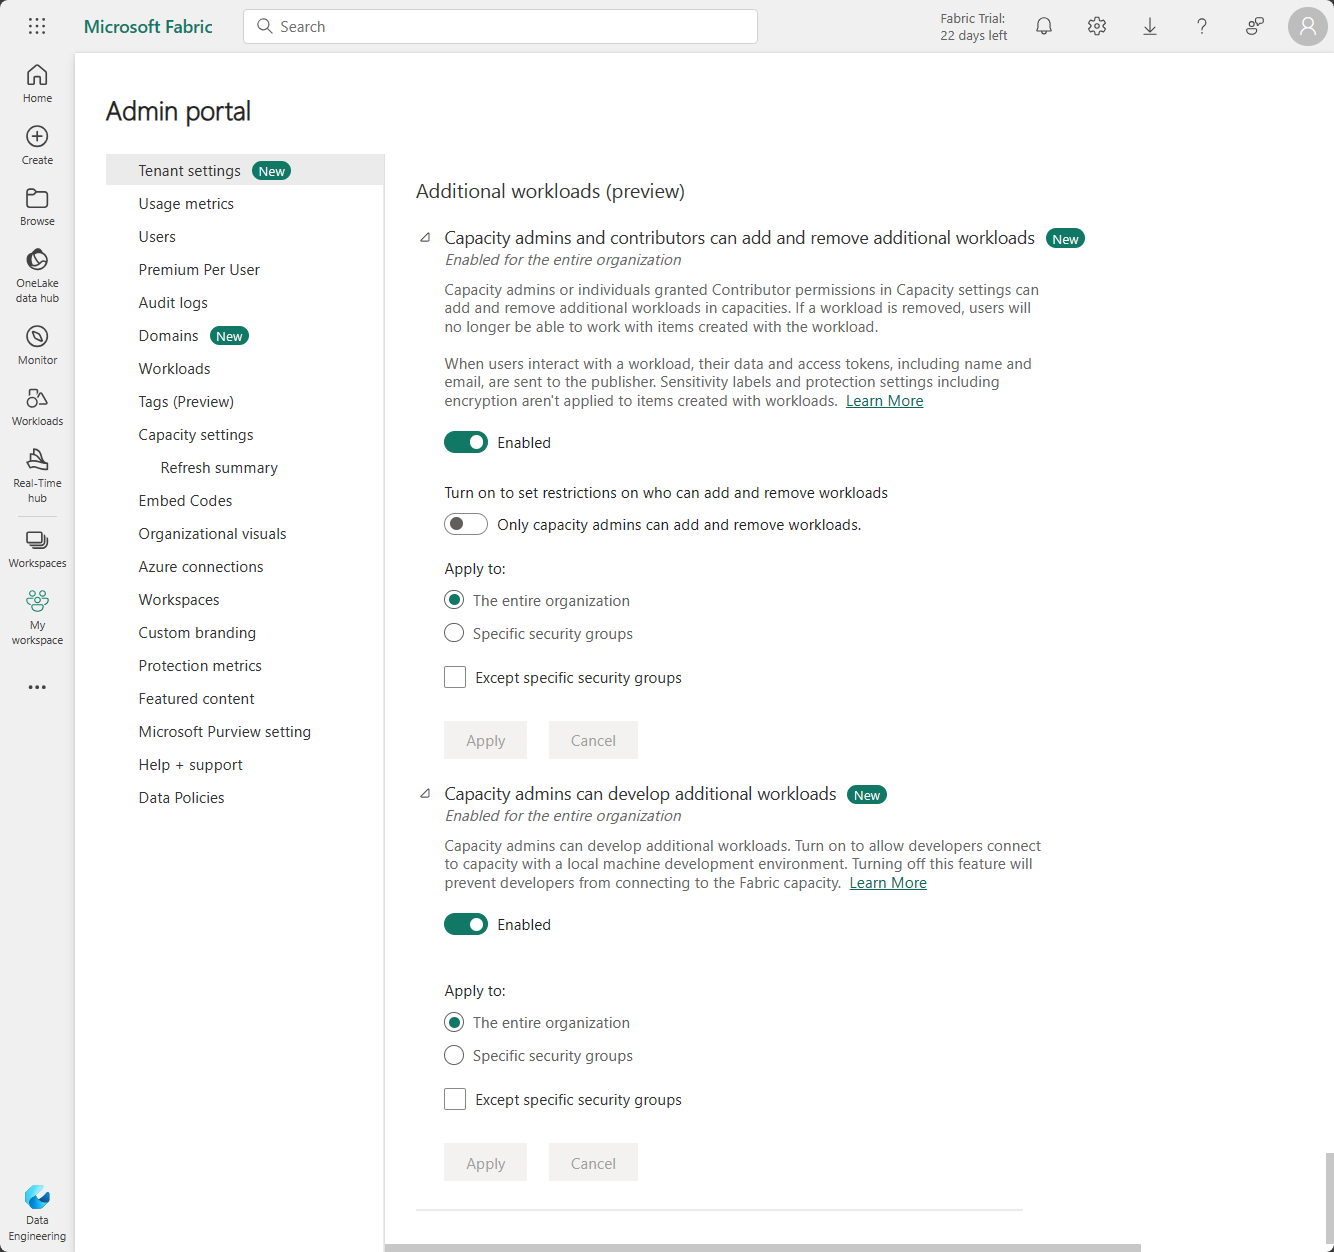 Microsoft Fabric
Search
Fabric Trial:
22 days left
Home
Create
Browse
OneLake
data hub
Monitor
Workloads
Real-Time
hub
Workspaces
My
workspace
Data
Engineering
Admin portal
Tenant settings New
Usage metrics
Users
Premium Per User
Audit logs
Domains New
Workloads
Tags (Preview)
Capacity settings
Refresh summary
Embed Codes
Organizational visuals
Azure connections
Workspaces
Custom branding
Protection metrics
Featured content
Microsoft Purview setting
Help + support
Data Policies
Additional workloads (preview)
Capacity admins and contributors can add and remove additional workloads New
Enabled for the entire organization
Capacity admins or individuals granted Contributor permissions in Capacity settings can
add and remove additional workloads in capacities. If a workload is removed, users will
no longer be able to work with items created with the workload.
When users interact with a workload, their data and access tokens, including name and
email, are sent to the publisher. Sensitivity labels and protection settings including
encryption aren't applied to items created with workloads. Learn More
Enabled
Turn on to set restrictions on who can add and remove workloads
Only capacity admins can add and remove workloads.
Apply to:
The entire organization
Specific security groups
Except specific security groups
Apply Cancel
Capacity admins can develop additional workloads New
Enabled for the entire organization
Capacity admins can develop additional workloads. Turn on to allow developers connect
to capacity with a local machine development environment. Turning off this feature will
prevent developers from connecting to the Fabric capacity. Learn More
Enabled
Apply to:
The entire organization
Specific security groups
Except specific security groups
Apply Cancel